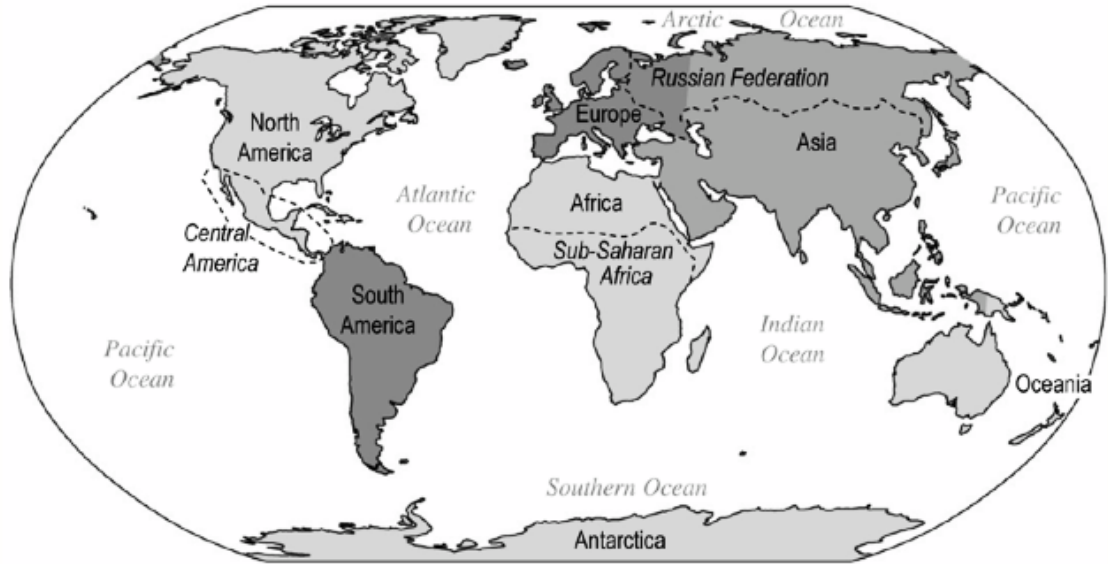 Arctic Ocean
Russian Federation
North
America
Europe
Asia
Atlantic
Ocean
Pacific
Ocean
Africa
Central
America
Sub-Saharan
Africa
South
America
Indian
Ocean
Pacific
Ocean
Oceania
Southern Ocean
Antarctica